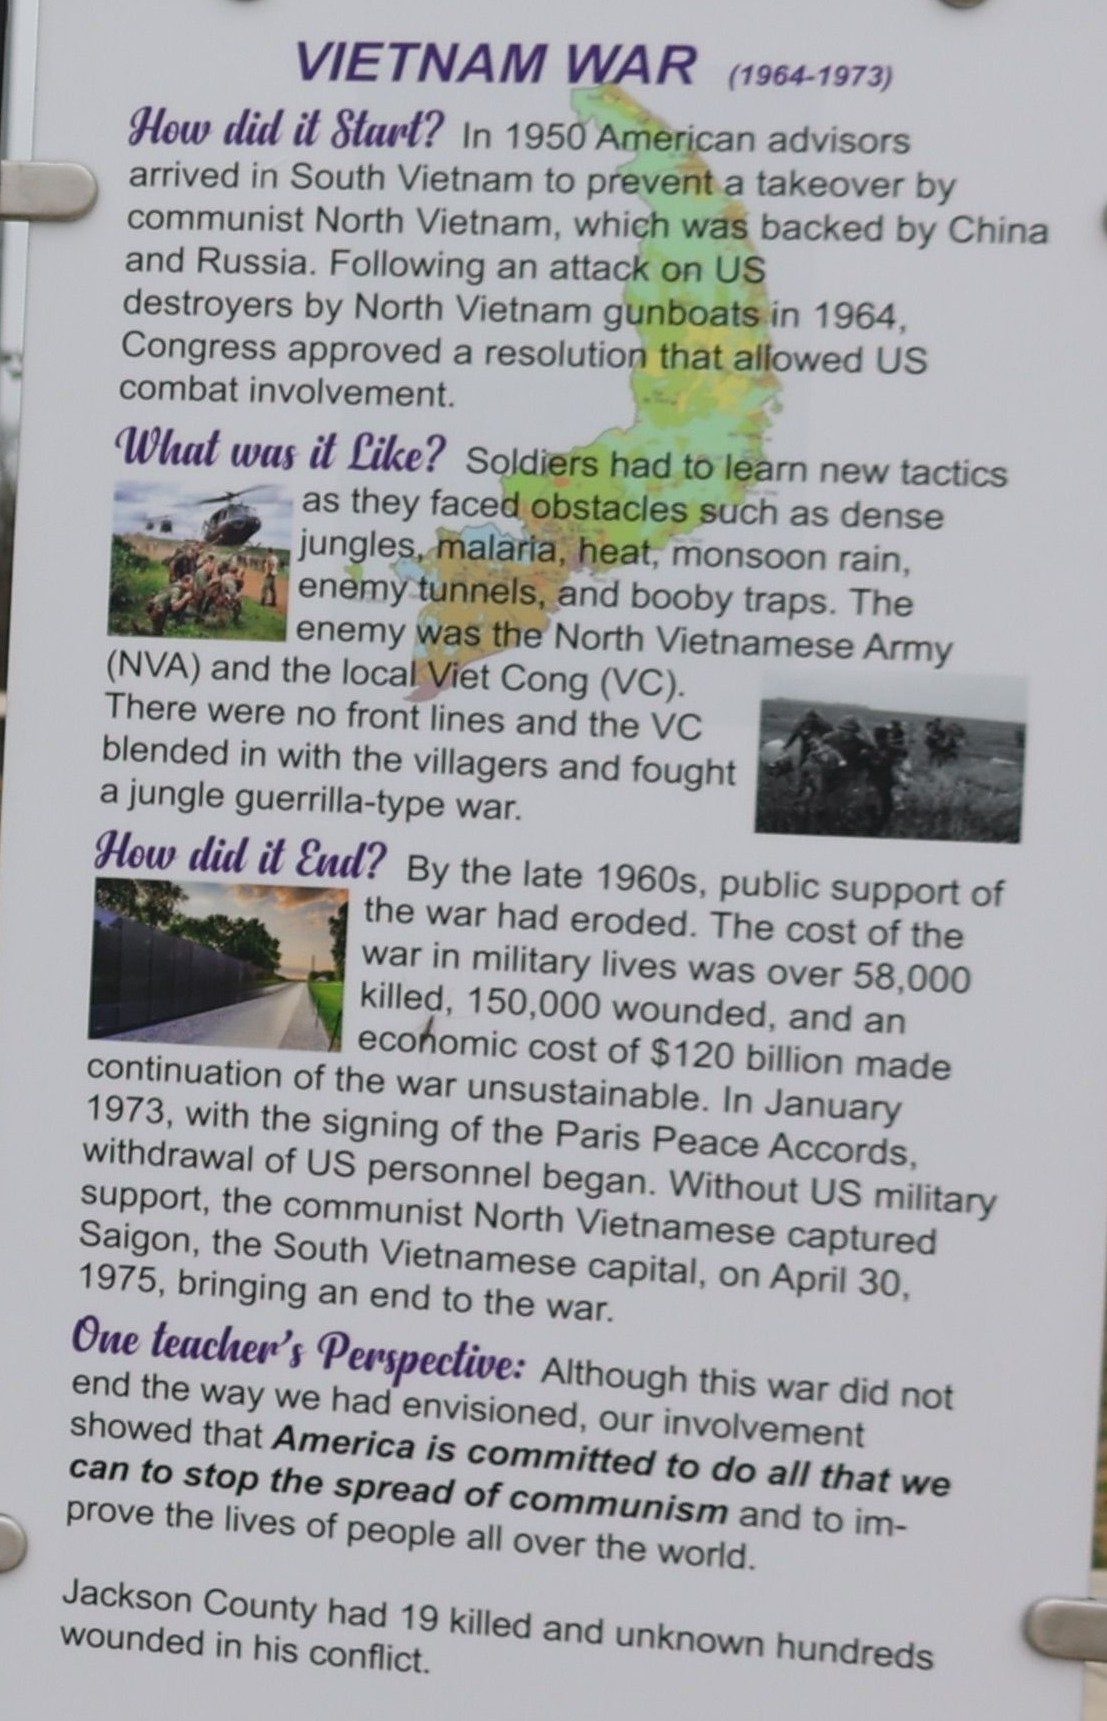 VIETNAM WAR (1964-1973)
How did it Start? In 1950 American advisors
arrived in South Vietnam to prevent a takeover by
communist North Vietnam, which was backed by China
and Russia. Following an attack on US
destroyers by North Vietnam gunboats in 1964,
Congress approved a resolution that allowed US
combat involvement.
What was it Like? Soldiers had to learn new tactics
as they faced obstacles such as dense
jungles, malaria, heat, monsoon rain,
enemy tunnels, and booby traps. The
enemy was the North Vietnamese Army
(NVA) and the local Viet Cong (VC).
There were no front lines and the VC
blended in with the villagers and fought
a jungle guerrilla-type war.
How did it End? By the late 1960s, public support of
the war had eroded. The cost of the
war in military lives was over 58,000
killed, 150,000 wounded, and an
economic cost of $120 billion made
continuation of the war unsustainable. In January
1973, with the signing of the Paris Peace Accords,
withdrawal of US personnel began. Without US military
support, the communist North Vietnamese captured
Saigon, the South Vietnamese capital, on April 30,
1975, bringing an end to the war.
One teacher's Perspective: Although this war did not
end the way we had envisioned, our involvement
showed that America is committed to do all that we
can to stop the spread of communism and to im-
prove the lives of people all over the world.
Jackson County had 19 killed and unknown hundreds
wounded in his conflict.